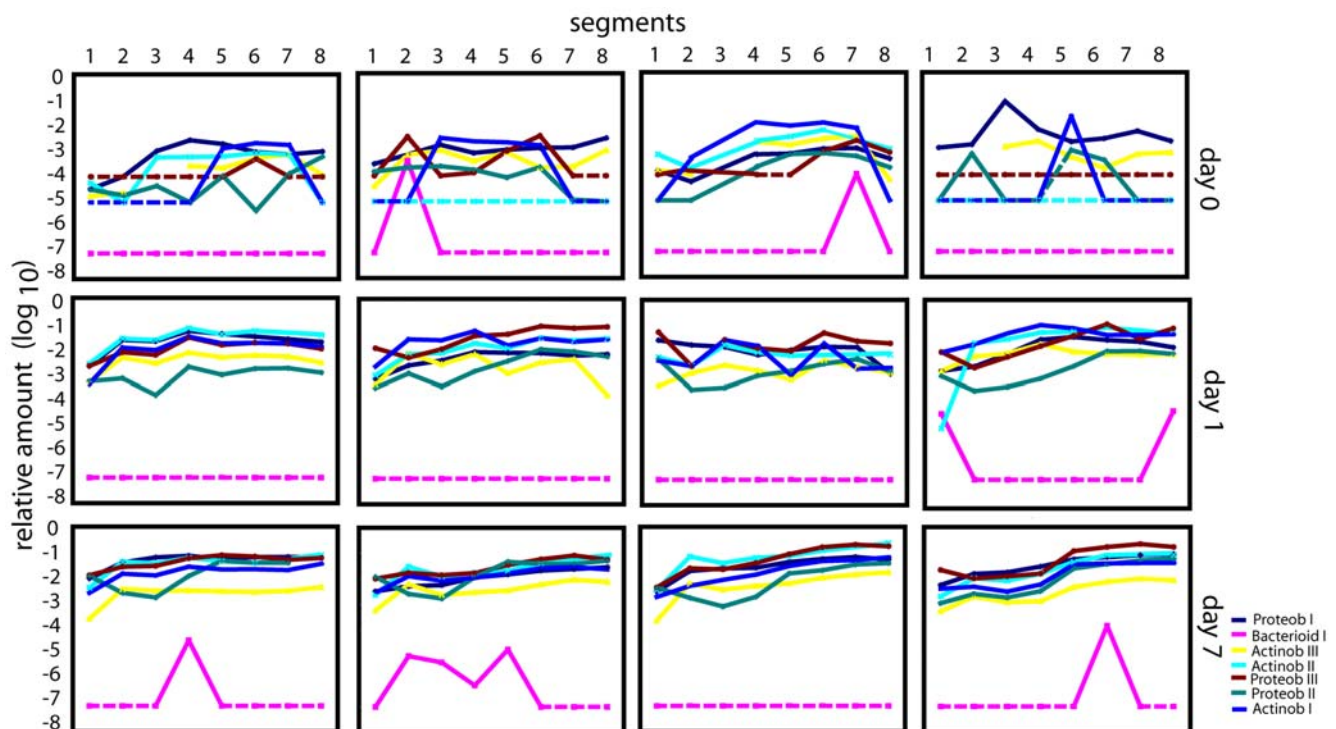 segments
1 2 3 4 5 6 7 8 1 2 3 4 5 6 7 8 1 2 3 4 5 6 7 8 1 2 3 4 5 6 7 8
relative amount (log 10)
0
-1
-2
-3
-4
-5
-6
-7
-8
day 0
0
-1
-2
-3
-4
-5
-6
-7
-8
day 1
0
-1
-2
-3
-4
-5
-6
-7
-8
day 7
Proteob I
Bacterioid I
Actinob III
Actinob II
Proteob III
Proteob II
Actinob I